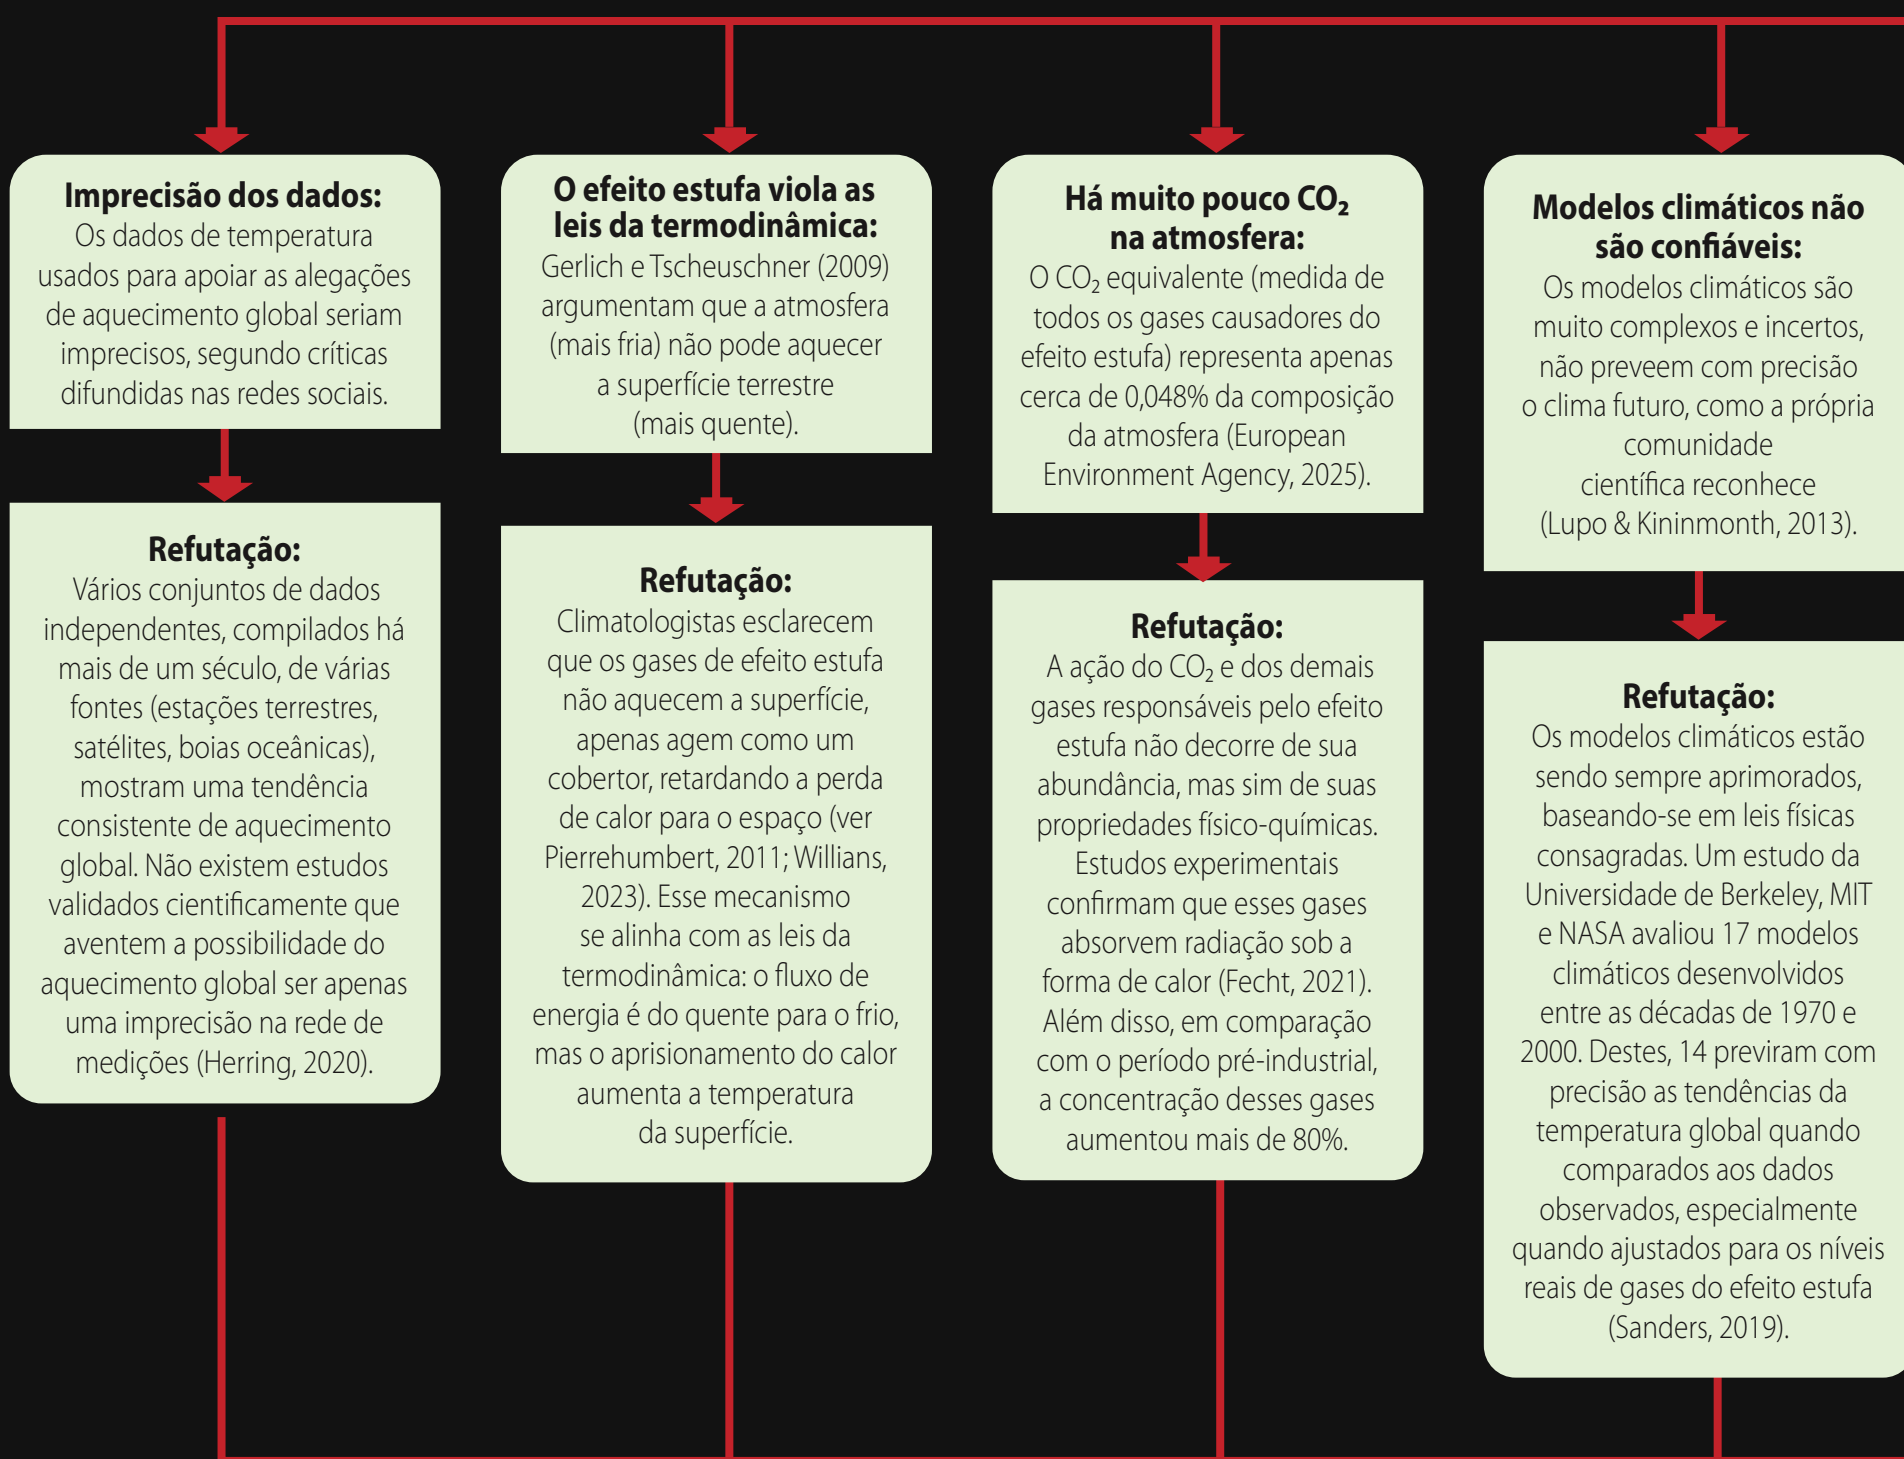 Imprecisão dos dados:
Os dados de temperatura
usados para apoiar as alegações
de aquecimento global seriam
imprecisos, segundo críticas
difundidas nas redes sociais.
Refutação:
Vários conjuntos de dados
independentes, compilados há
mais de um século, de várias
fontes (estações terrestres,
satélites, boias oceânicas),
mostram uma tendência
consistente de aquecimento
global. Não existem estudos
validados cientificamente que
aventem a possibilidade do
aquecimento global ser apenas
uma imprecisão na rede de
medições (Herring, 2020).
O efeito estufa viola as
leis da termodinâmica:
Gerlich e Tscheuschner (2009)
argumentam que a atmosfera
(mais fria) não pode aquecer
a superfície terrestre
(mais quente).
Refutação:
Climatologistas esclarecem
que os gases de efeito estufa
não aquecem a superfície,
apenas agem como um
cobertor, retardando a perda
de calor para o espaço (ver
Pierrehumbert, 2011; Willians,
2023). Esse mecanismo
se alinha com as leis da
termodinâmica: o fluxo de
energia é do quente para o frio,
mas o aprisionamento do calor
aumenta a temperatura
da superfície.
Há muito pouco CO₂
na atmosfera:
O CO₂ equivalente (medida de
todos os gases causadores do
efeito estufa) representa apenas
cerca de 0,048% da composição
da atmosfera (European
Environment Agency, 2025).
Refutação:
A ação do CO₂ e dos demais
gases responsáveis pelo efeito
estufa não decorre de sua
abundância, mas sim de suas
propriedades físico-químicas.
Estudos experimentais
confirmam que esses gases
absorvem radiação sob a
forma de calor (Fecht, 2021).
Além disso, em comparação
com o período pré-industrial,
a concentração desses gases
aumentou mais de 80%.
Modelos climáticos não
são confiáveis:
Os modelos climáticos são
muito complexos e incertos,
não preveem com precisão
o clima futuro, como a própria
comunidade
científica reconhece
(Lupo & Kininmonth, 2013).
Refutação:
Os modelos climáticos estão
sendo sempre aprimorados,
baseando-se em leis físicas
consagradas. Um estudo da
Universidade de Berkeley, MIT
e NASA avaliou 17 modelos
climáticos desenvolvidos
entre as décadas de 1970 e
2000. Destes, 14 previram com
precisão as tendências da
temperatura global quando
comparados aos dados
observados, especialmente
quando ajustados para os níveis
reais de gases do efeito estufa
(Sanders, 2019).